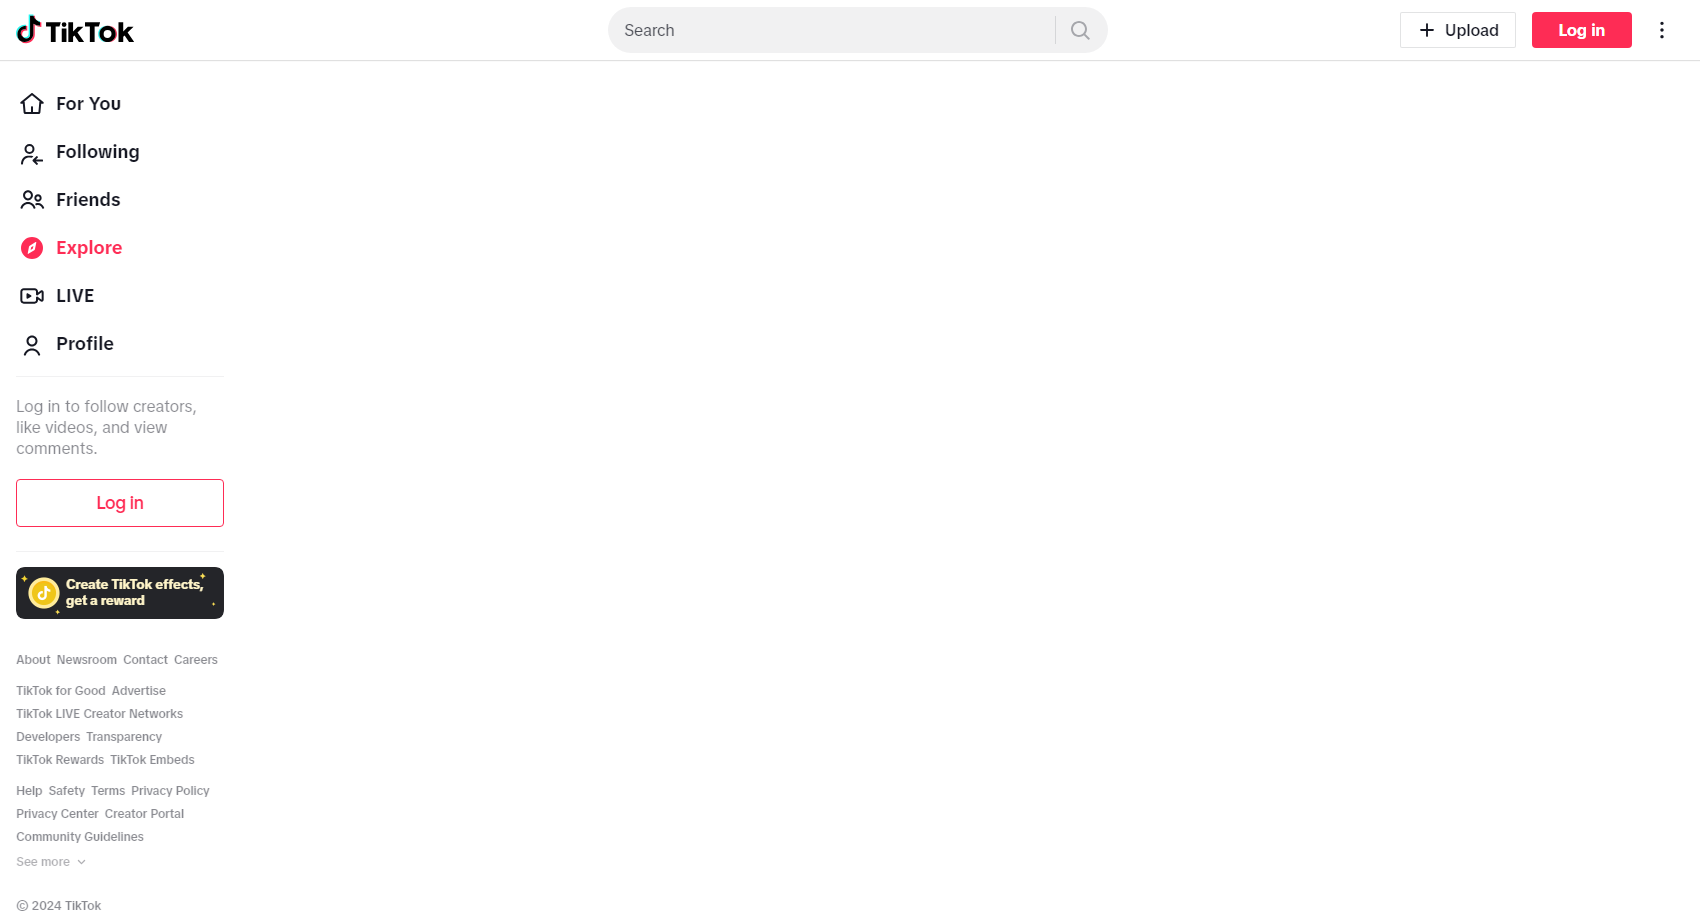 TikTok
Search
Upload
Log in
For You
Following
Friends
Explore
LIVE
Profile
Log in to follow creators,
like videos, and view
comments.
Log in
Create TikTok effects,
get a reward
About Newsroom Contact Careers
TikTok for Good Advertise
TikTok LIVE Creator Networks
Developers Transparency
TikTok Rewards TikTok Embeds
Help Safety Terms Privacy Policy
Privacy Center Creator Portal
Community Guidelines
See more
© 2024 TikTok